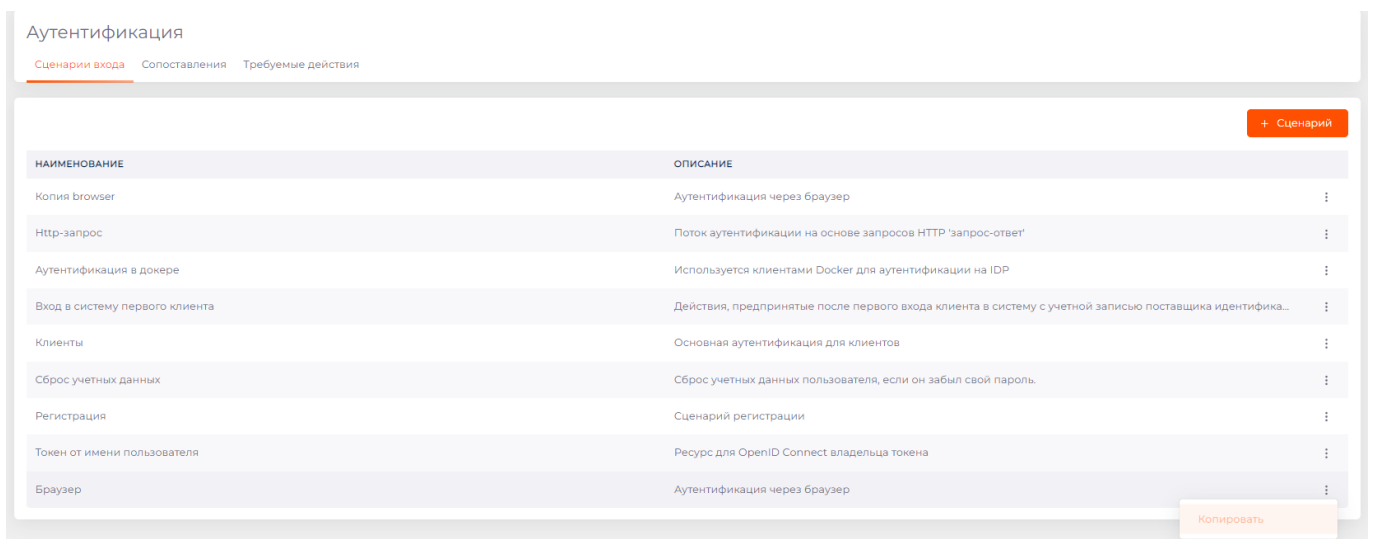 Аутентификация
Сценарии входа Сопоставления Требуемые действия
+ Сценарий
НАИМЕНОВАНИЕ ОПИСАНИЕ
Копия browser Аутентификация через браузер
Http-запрос Поток аутентификации на основе запросов HTTP 'запрос-ответ'
Аутентификация в докере Используется клиентами Docker для аутентификации на IDP
Вход в систему первого клиента Действия, предпринятые после первого входа клиента в систему с учетной записью поставщика идентифика...
Клиенты Основная аутентификация для клиентов
Сброс учетных данных Сброс учетных данных пользователя, если он забыл свой пароль.
Регистрация Сценарий регистрации
Токен от имени пользователя Ресурс для OpenID Connect владельца токена
Браузер Аутентификация через браузер
Копировать